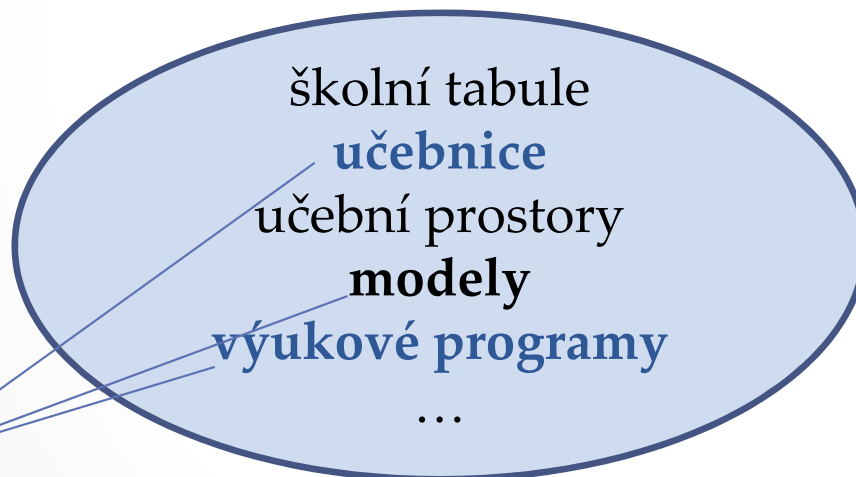 školní tabule
učebnice
učební prostory
modely
výukové programy
…